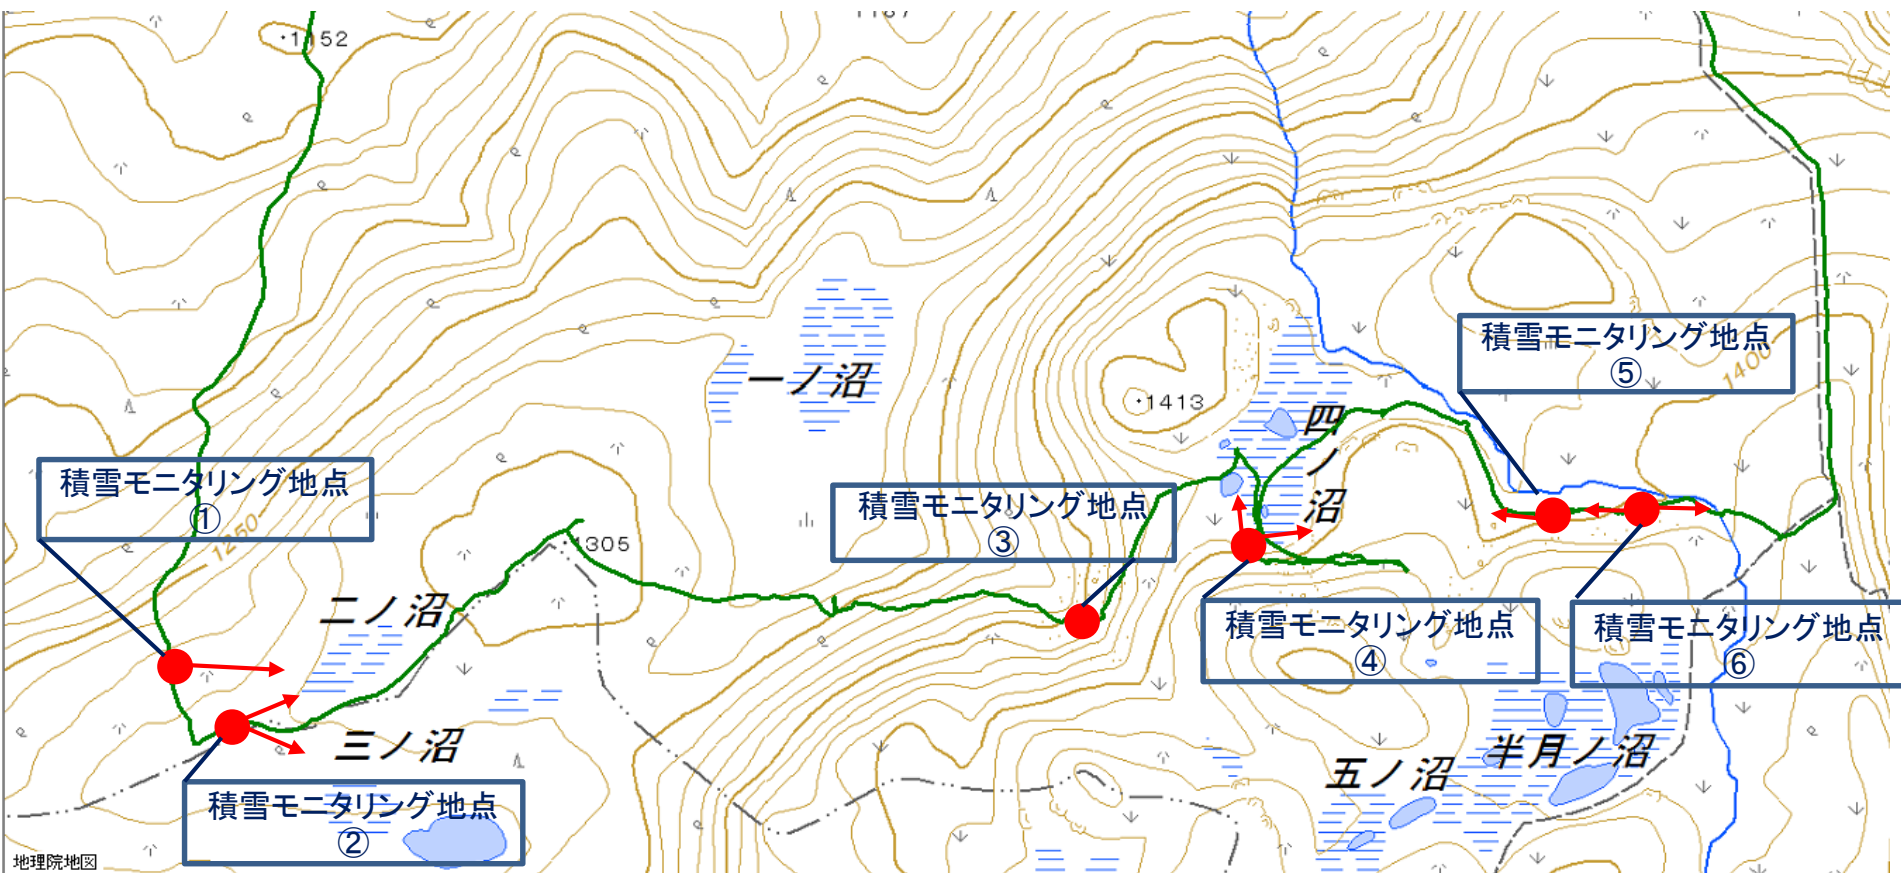 1152
一ノ沼
積雪モニタリング地点
⑤
1400
1413
四ノ沼
積雪モニタリング地点
①
1250
積雪モニタリング地点
③
1305
二ノ沼
積雪モニタリング地点
④
積雪モニタリング地点
⑥
三ノ沼
半月ノ沼
五ノ沼
積雪モニタリング地点
②
地理院地図